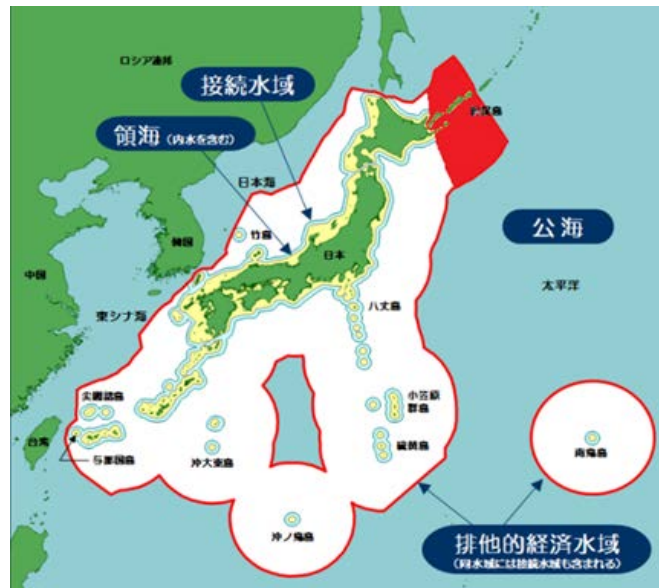 ロシア連邦
接続水域
領海(内水を含む)
択捉島
日本海
竹島
韓国
日本
公海
中国
太平洋
東シナ海
八丈島
尖閣諸島
小笠原
群島
台湾
硫黄島
南鳥島
与那国島
沖大東島
沖ノ鳥島
排他的経済水域
(同水域には接続水域も含まれる)